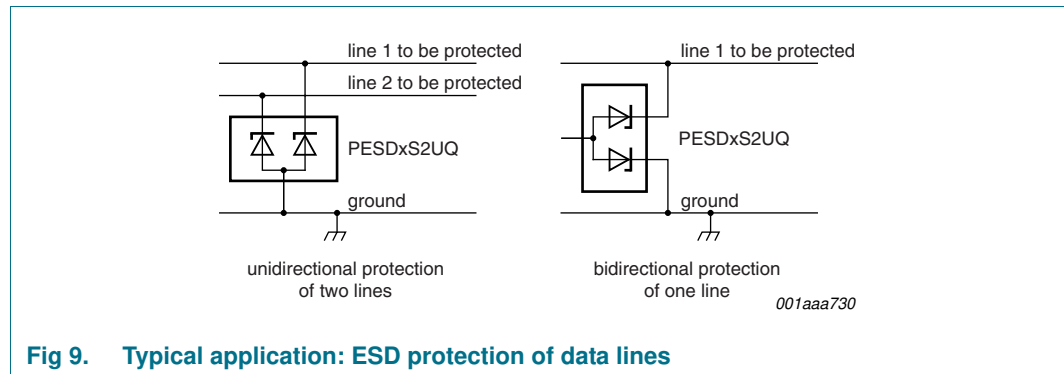 line 1 to be protected
line 2 to be protected
PESDxS2UQ
ground
unidirectional protection
of two lines
line 1 to be protected
PESDxS2UQ
ground
bidirectional protection
of one line
001aaa730
Fig 9. Typical application: ESD protection of data lines